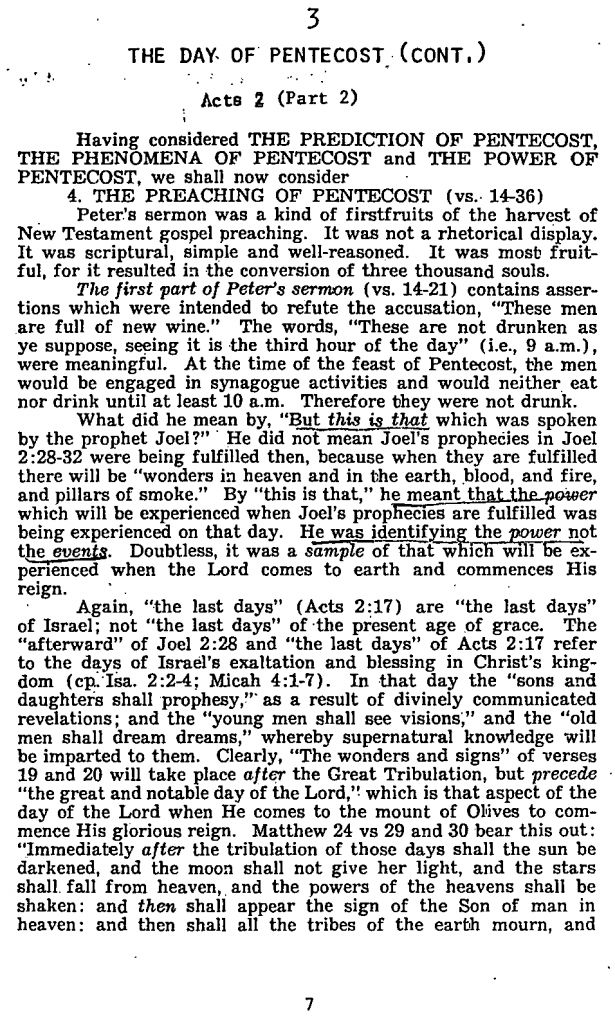 3
THE DAY OF PENTECOST (CONT.)
Acts 2 (Part 2)
Having considered THE PREDICTION OF PENTECOST,
THE PHENOMENA OF PENTECOST and THE POWER OF
PENTECOST, we shall now consider
4. THE PREACHING OF PENTECOST (vs. 14-36)
Peter's sermon was a kind of firstfruits of the harvest of
New Testament gospel preaching. It was not a rhetorical display.
It was scriptural, simple and well-reasoned. It was most fruit-
ful, for it resulted in the conversion of three thousand souls.
The first part of Peter's sermon (vs. 14-21) contains asser-
tions which were intended to refute the accusation, "These men
are full of new wine." The words, "These are not drunken as
ye suppose, seeing it is the third hour of the day" (i.e., 9 a.m.),
were meaningful. At the time of the feast of Pentecost, the men
would be engaged in synagogue activities and would neither eat
nor drink until at least 10 a.m. Therefore they were not drunk.
What did he mean by, "But this is that which was spoken
by the prophet Joel?" He did not mean Joel's prophecies in Joel
2:28-32 were being fulfilled then, because when they are fulfilled
there will be "wonders in heaven and in the earth, blood, and fire,
and pillars of smoke." By "this is that," he meant that the power
which will be experienced when Joel's prophecies are fulfilled was
being experienced on that day. He was identifying the power not
the events. Doubtless, it was a sample of that which will be ex-
perienced when the Lord comes to earth and commences His
reign.
Again, "the last days" (Acts 2:17) are "the last days"
of Israel; not "the last days" of the present age of grace. The
"afterward" of Joel 2:28 and "the last days" of Acts 2:17 refer
to the days of Israel's exaltation and blessing in Christ's king-
dom (cp. Isa. 2:2-4; Micah 4:1-7). In that day the "sons and
daughters shall prophesy," as a result of divinely communicated
revelations; and the "young men shall see visions," and the "old
men shall dream dreams," whereby supernatural knowledge will
be imparted to them. Clearly, "The wonders and signs" of verses
19 and 20 will take place after the Great Tribulation, but precede
"the great and notable day of the Lord," which is that aspect of the
day of the Lord when He comes to the mount of Olives to com-
mence His glorious reign. Matthew 24 vs 29 and 30 bear this out:
"Immediately after the tribulation of those days shall the sun be
darkened, and the moon shall not give her light, and the stars
shall fall from heaven, and the powers of the heavens shall be
shaken: and then shall appear the sign of the Son of man in
heaven: and then shall all the tribes of the earth mourn, and
7